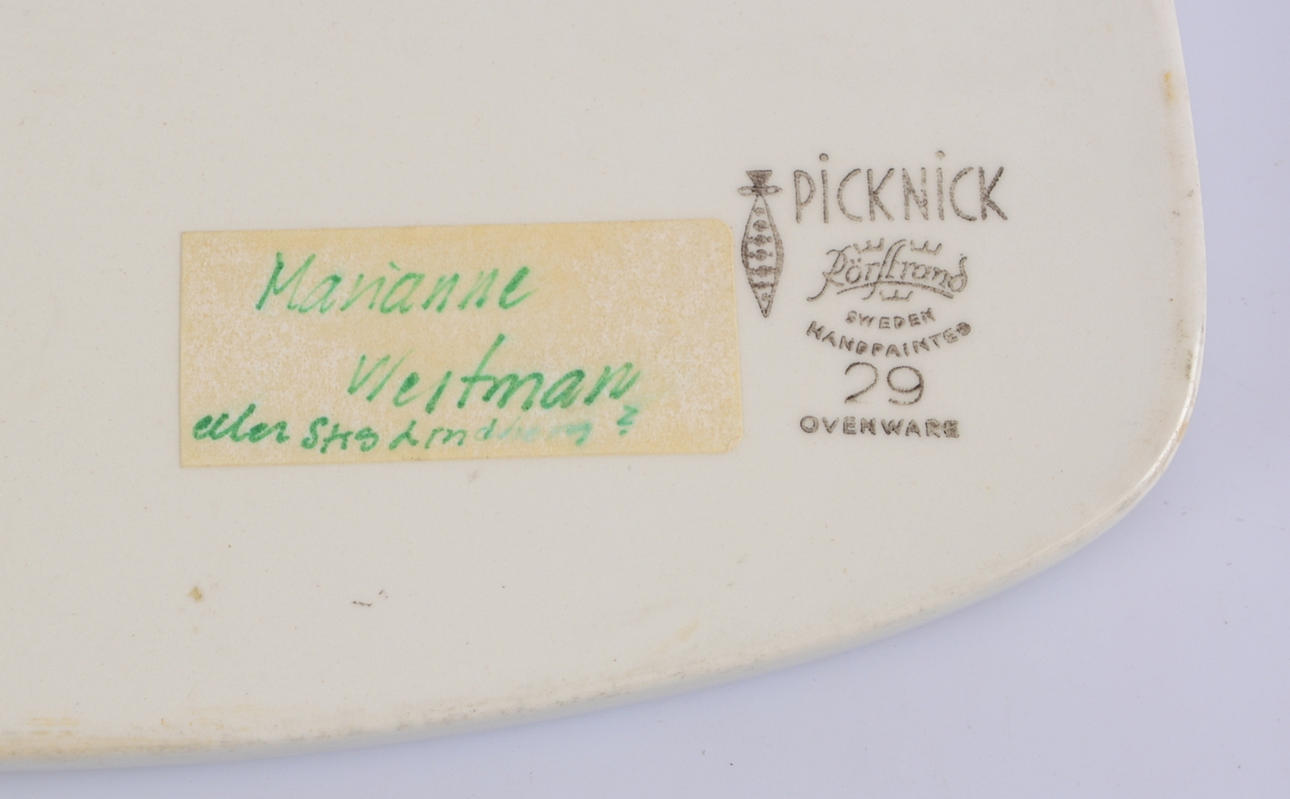 Marianne
Westman
eller Stig Lindberg?
PiCKNiCK
Rörstrand
SWEDEN
HANDPAINTED
29
OVENWARE